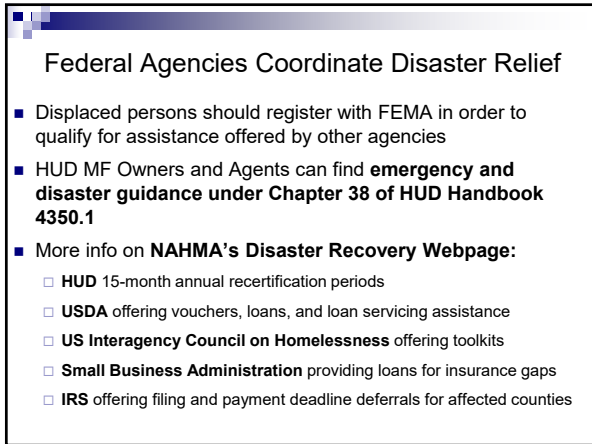 Federal Agencies Coordinate Disaster Relief
Displaced persons should register with FEMA in order to
qualify for assistance offered by other agencies
HUD MF Owners and Agents can find emergency and
disaster guidance under Chapter 38 of HUD Handbook
4350.1
More info on NAHMA's Disaster Recovery Webpage:
HUD 15-month annual recertification periods
USDA offering vouchers, loans, and loan servicing assistance
US Interagency Council on Homelessness offering toolkits
Small Business Administration providing loans for insurance gaps
IRS offering filing and payment deadline deferrals for affected counties